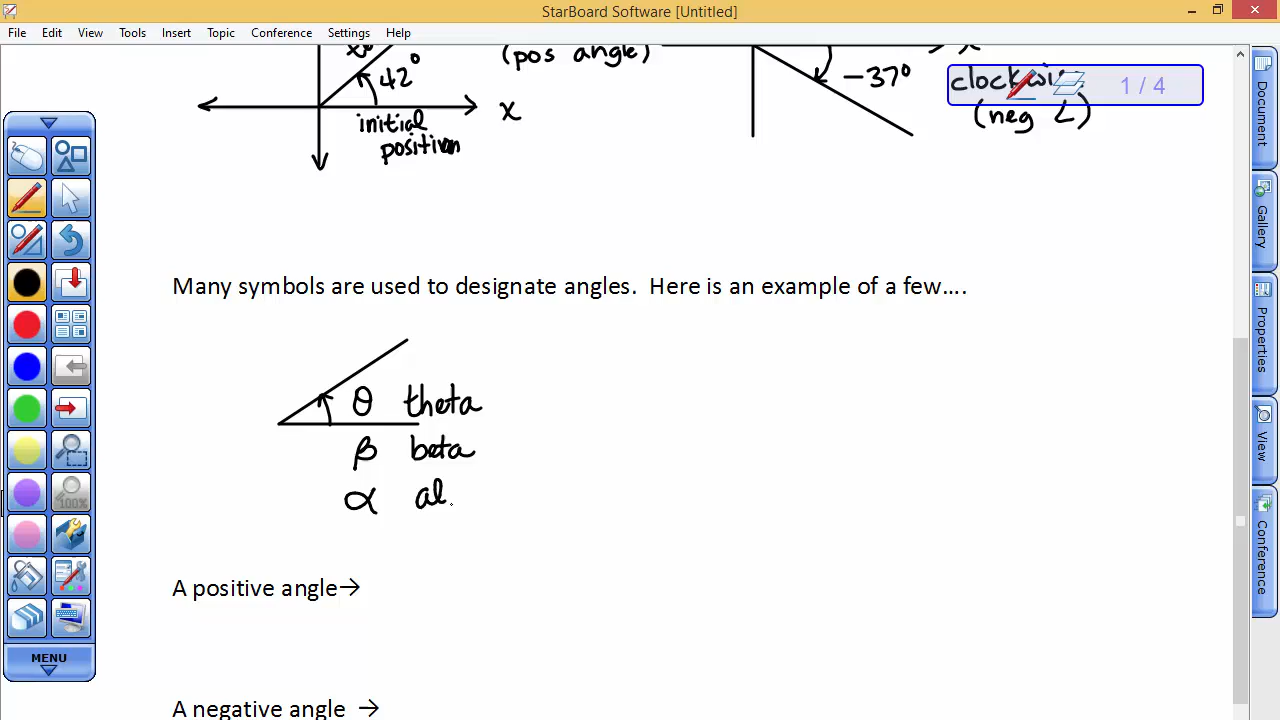 StarBoard Software [Untitled]
File Edit View Tools Insert Topic Conference Settings Help
(pos angle)
42°
x
initial
position
x
-37°
(neg ∠)
1 / 4
Many symbols are used to designate angles. Here is an example of a few….
θ theta
β beta
α al
A positive angle→
A negative angle →
100%
MENU
Document
Gallery
Properties
View
Conference